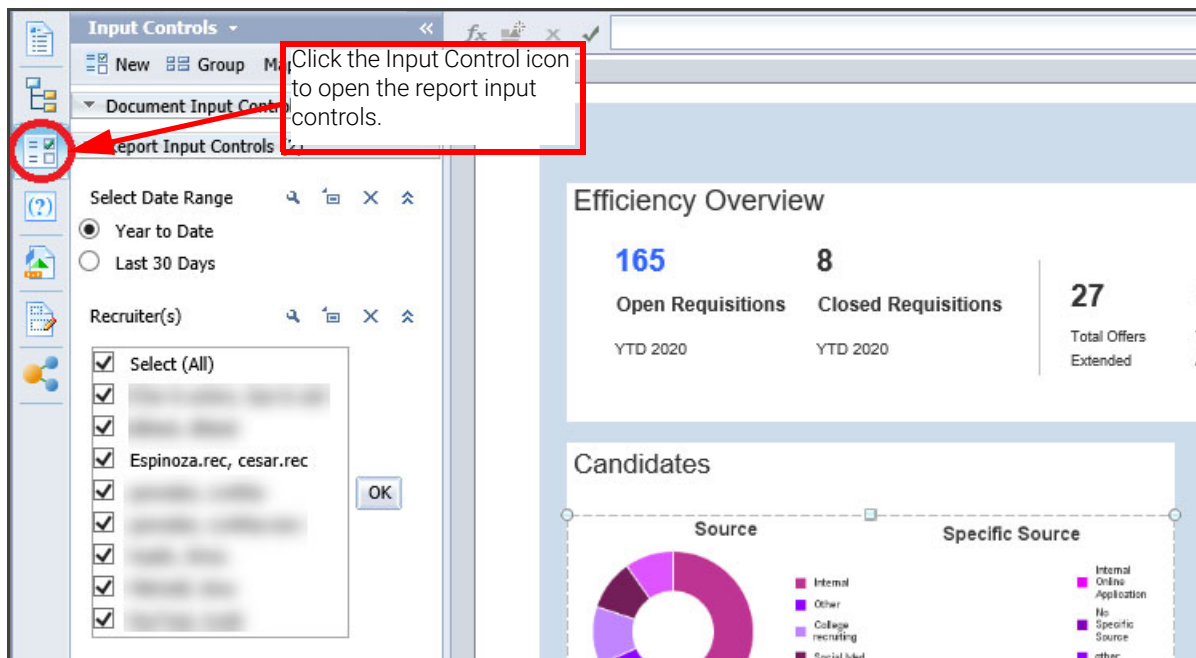 Input Controls
New Group
Click the Input Control icon
to open the report input
controls.
Document Input
Report Input Controls
Select Date Range
Year to Date
Last 30 Days
Recruiter(s)
Select (All)
Espinoza.rec, cesar.rec
OK
Efficiency Overview
165
Open Requisitions
YTD 2020
8
Closed Requisitions
YTD 2020
27
Total Offers
Extended
Candidates
Source
Internal
Other
College
recruiting
Specific Source
Internal
Online
Application
No
Specific
Source
other